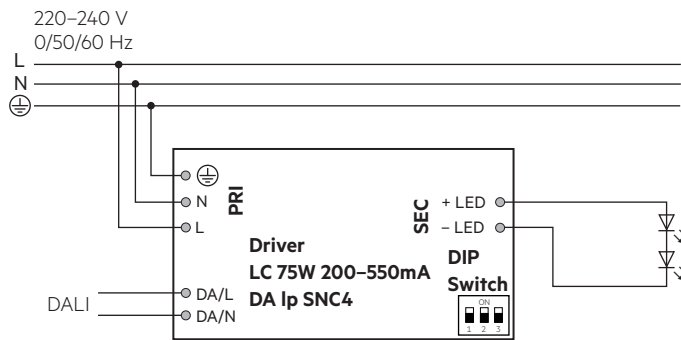 220–240 V
0/50/60 Hz
L
N
N
L
PRI
DA/L
DA/N
DALI
Driver
LC 75W 200–550mA
DA lp SNC4
SEC
+ LED
– LED
DIP
Switch
ON
1 2 3